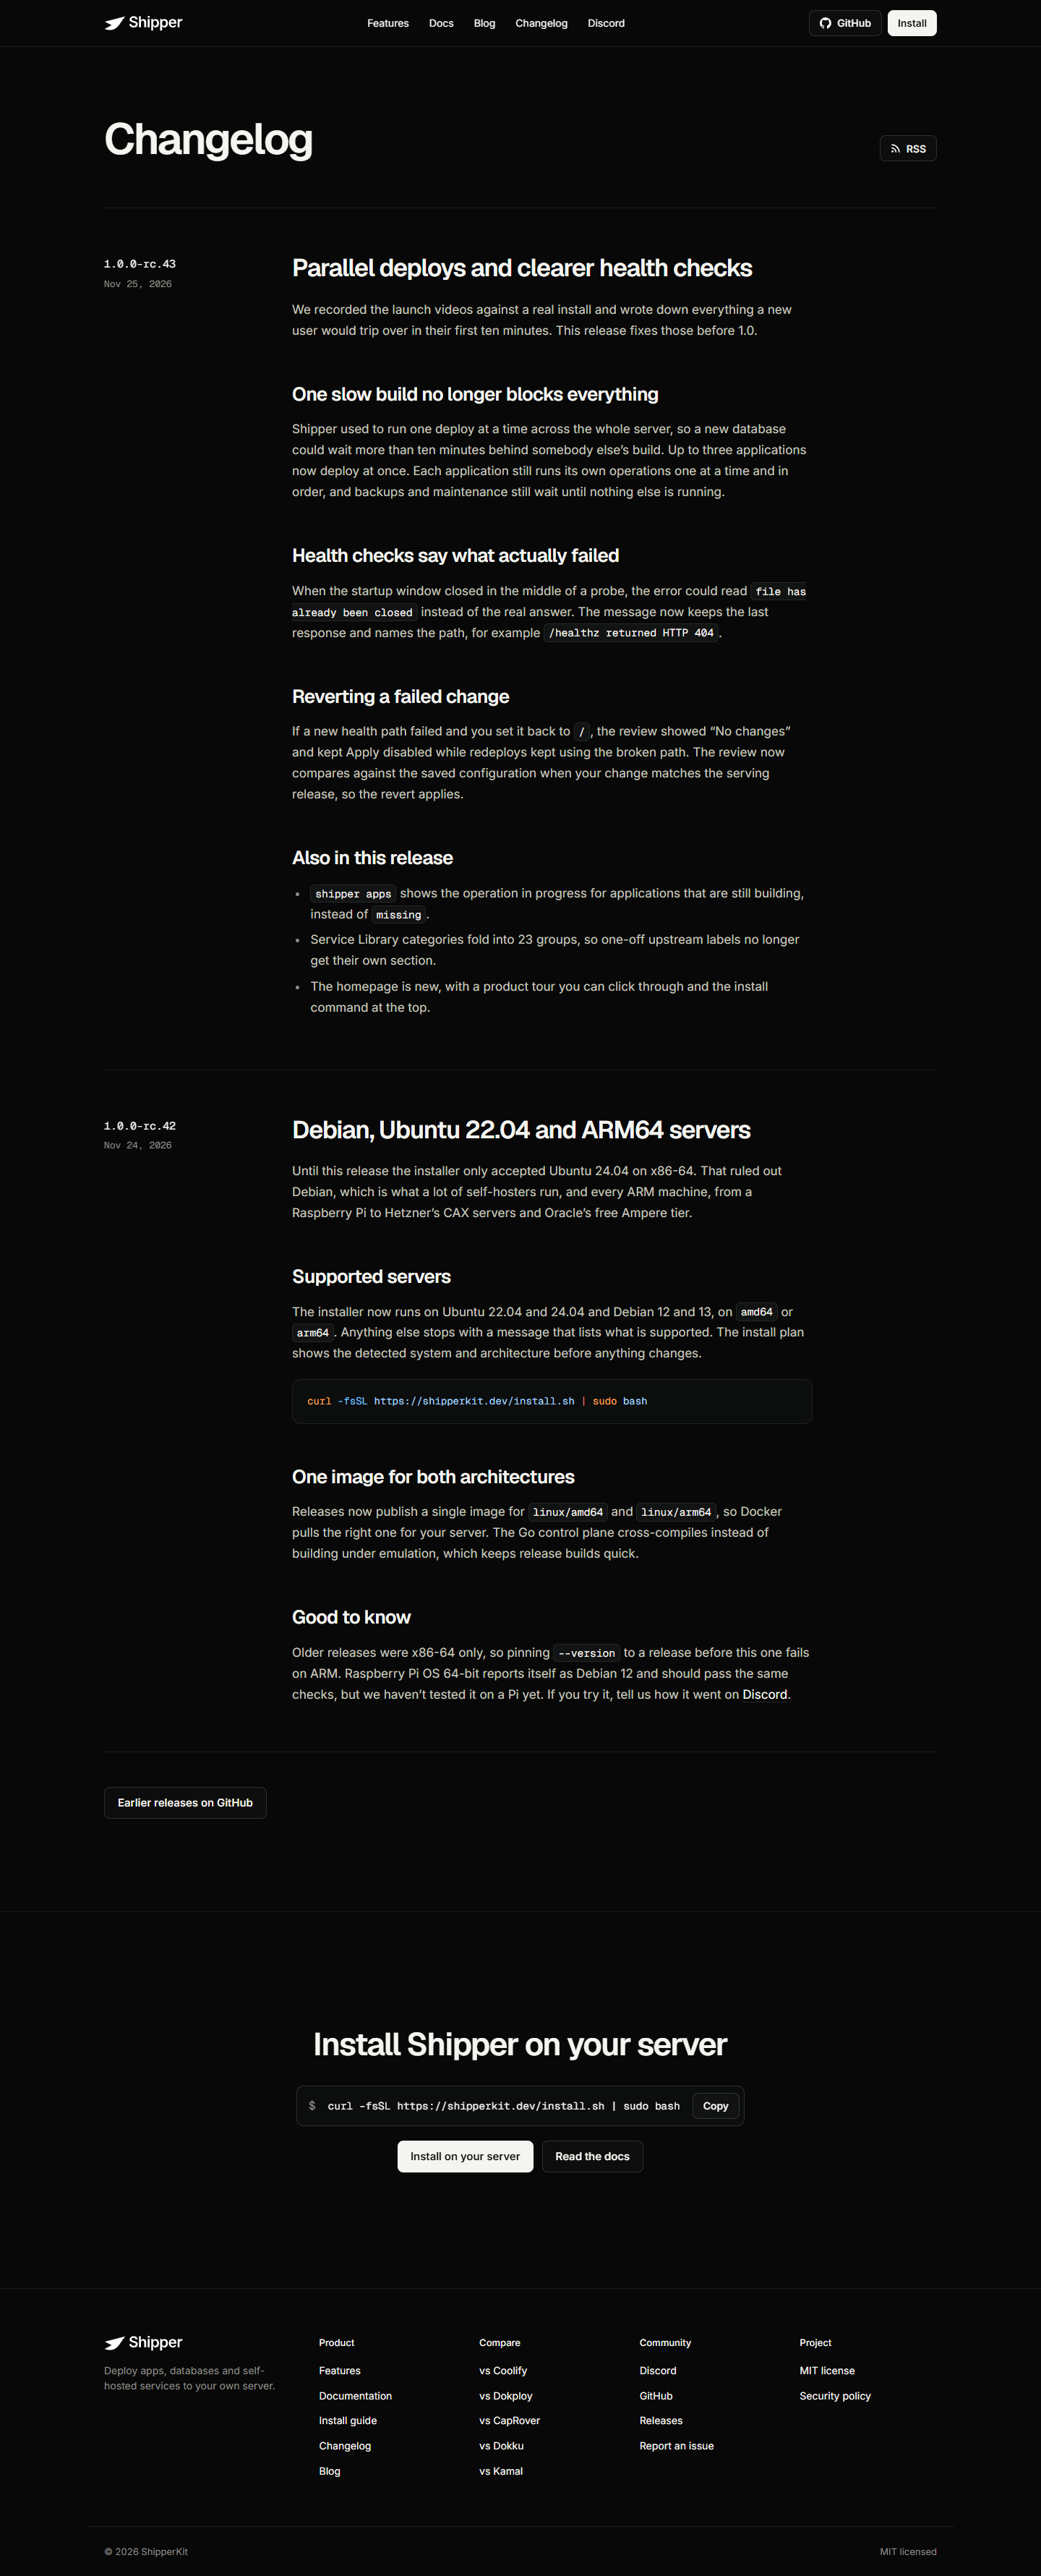 Shipper
Features
Docs
Blog
Changelog
Discord
GitHub
Install
Changelog
RSS
1.0.0-rc.43
Nov 25, 2026
Parallel deploys and clearer health checks
We recorded the launch videos against a real install and wrote down everything a new
user would trip over in their first ten minutes. This release fixes those before 1.0.
One slow build no longer blocks everything
Shipper used to run one deploy at a time across the whole server, so a new database
could wait more than ten minutes behind somebody else’s build. Up to three applications
now deploy at once. Each application still runs its own operations one at a time and in
order, and backups and maintenance still wait until nothing else is running.
Health checks say what actually failed
When the startup window closed in the middle of a probe, the error could read file has
already been closed instead of the real answer. The message now keeps the last
response and names the path, for example /healthz returned HTTP 404.
Reverting a failed change
If a new health path failed and you set it back to /, the review showed “No changes”
and kept Apply disabled while redeploys kept using the broken path. The review now
compares against the saved configuration when your change matches the serving
release, so the revert applies.
Also in this release
• shipper apps shows the operation in progress for applications that are still building,
instead of missing.
• Service Library categories fold into 23 groups, so one-off upstream labels no longer
get their own section.
• The homepage is new, with a product tour you can click through and the install
command at the top.
1.0.0-rc.42
Nov 24, 2026
Debian, Ubuntu 22.04 and ARM64 servers
Until this release the installer only accepted Ubuntu 24.04 on x86-64. That ruled out
Debian, which is what a lot of self-hosters run, and every ARM machine, from a
Raspberry Pi to Hetzner’s CAX servers and Oracle’s free Ampere tier.
Supported servers
The installer now runs on Ubuntu 22.04 and 24.04 and Debian 12 and 13, on amd64 or
arm64. Anything else stops with a message that lists what is supported. The install plan
shows the detected system and architecture before anything changes.
curl -fsSL https://shipperkit.dev/install.sh | sudo bash
One image for both architectures
Releases now publish a single image for linux/amd64 and linux/arm64, so Docker
pulls the right one for your server. The Go control plane cross-compiles instead of
building under emulation, which keeps release builds quick.
Good to know
Older releases were x86-64 only, so pinning --version to a release before this one fails
on ARM. Raspberry Pi OS 64-bit reports itself as Debian 12 and should pass the same
checks, but we haven’t tested it on a Pi yet. If you try it, tell us how it went on Discord.
Earlier releases on GitHub
Install Shipper on your server
$ curl -fsSL https://shipperkit.dev/install.sh | sudo bash
Copy
Install on your server
Read the docs
Shipper
Deploy apps, databases and self-
hosted services to your own server.
Product
Features
Documentation
Install guide
Changelog
Blog
Compare
vs Coolify
vs Dokploy
vs CapRover
vs Dokku
vs Kamal
Community
Discord
GitHub
Releases
Report an issue
Project
MIT license
Security policy
© 2026 ShipperKit
MIT licensed